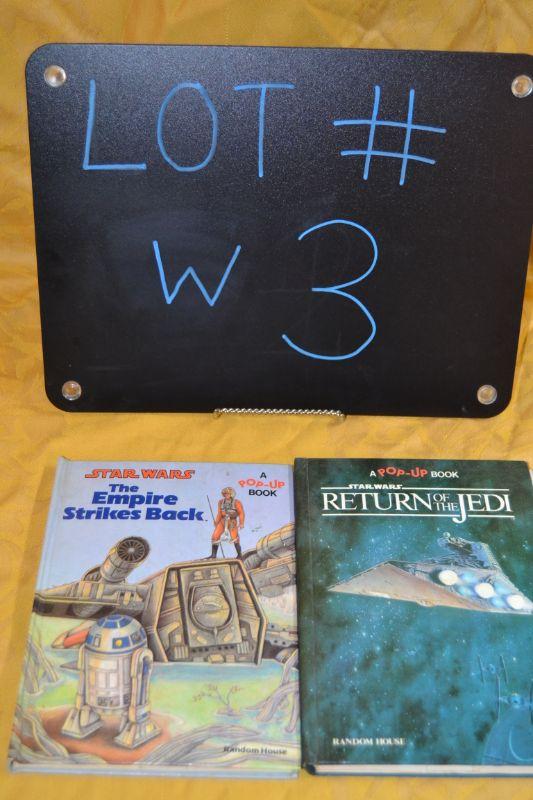 LOT #
W 3
STAR WARS
The
Empire
Strikes Back
A
POP-UP
BOOK
Random House
A POP-UP BOOK
STAR WARS
RETURN OF THE JEDI
RANDOM HOUSE